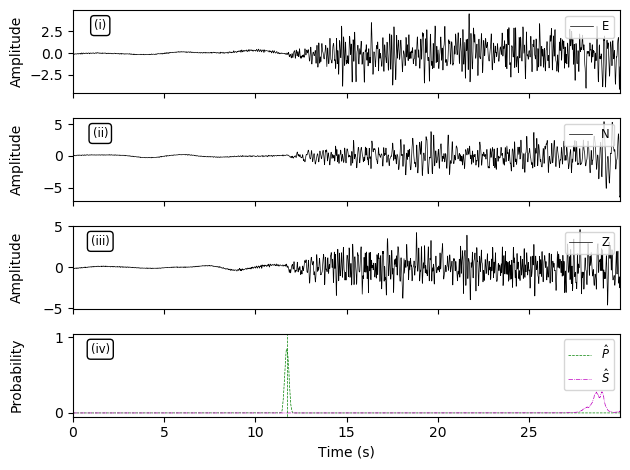 (i)
E
Amplitude
2.5
0.0
−2.5
(ii)
N
Amplitude
5
0
−5
(iii)
Z
Amplitude
5
0
−5
(iv)
P̂
Ŝ
Probability
1
0
0 5 10 15 20 25
Time (s)